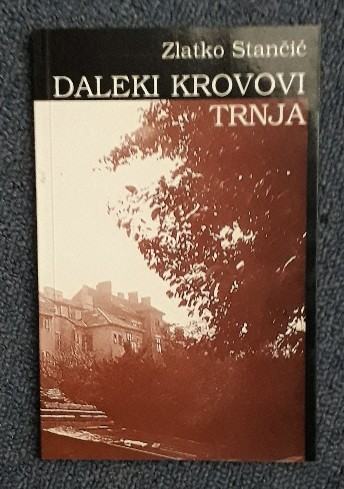 Zlatko Stančić
DALEKI KROVOVI
TRNJA